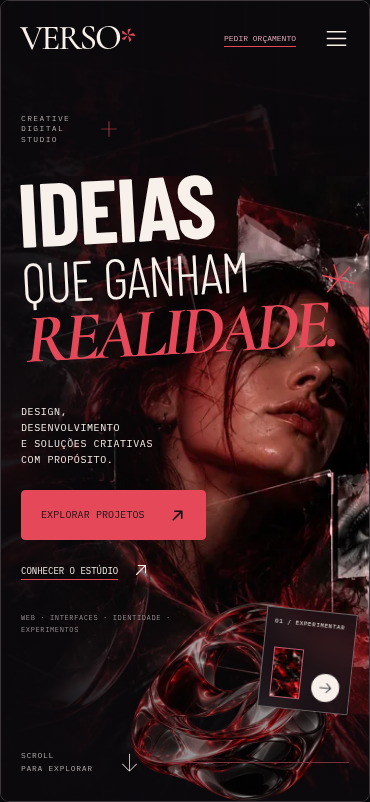 VERSO*
PEDIR ORÇAMENTO
CREATIVE
DIGITAL
STUDIO
IDEIAS
QUE GANHAM
REALIDADE.
DESIGN,
DESENVOLVIMENTO
E SOLUÇÕES CRIATIVAS
COM PROPÓSITO.
EXPLORAR PROJETOS
CONHECER O ESTÚDIO
WEB · INTERFACES · IDENTIDADE ·
EXPERIMENTOS
01 / EXPERIMENTAR
SCROLL
PARA EXPLORAR